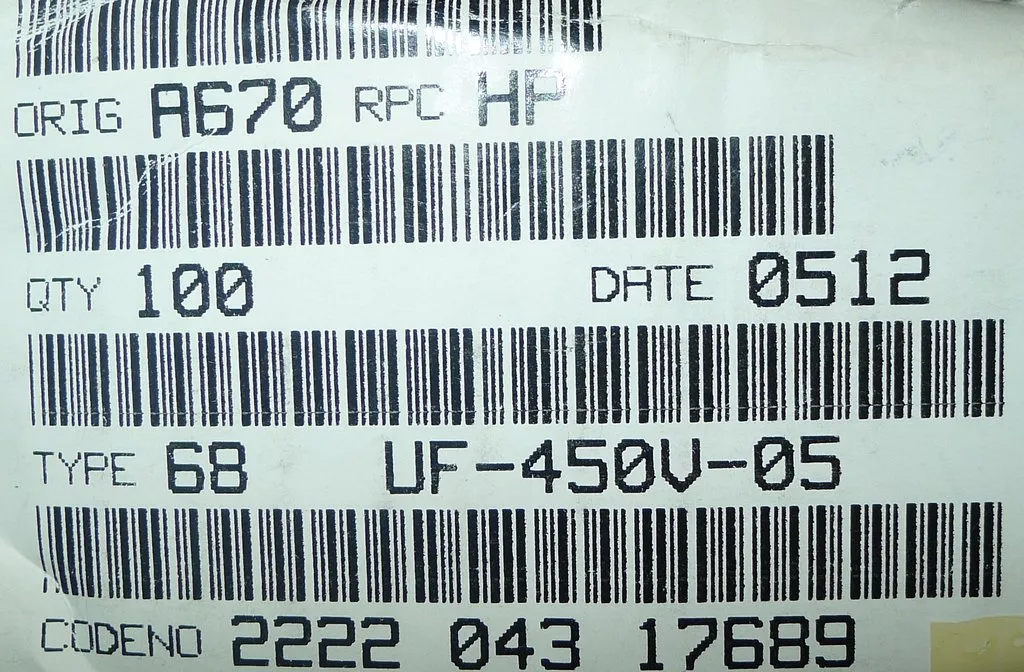 ORIG A670 RPC HP
QTY 100 DATE 0512
TYPE 68 UF-450V-05
CODENO 2222 043 17689